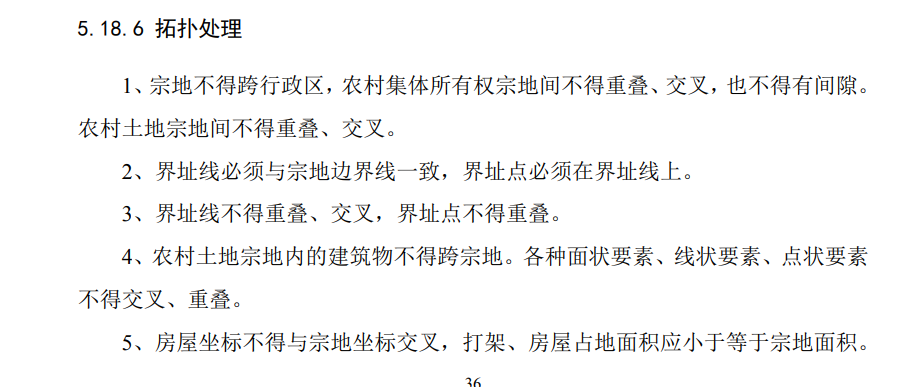 5.18.6 拓扑处理
1、宗地不得跨行政区，农村集体所有权宗地间不得重叠、交叉，也不得有间隙。
农村土地宗地间不得重叠、交叉。
2、界址线必须与宗地边界线一致，界址点必须在界址线上。
3、界址线不得重叠、交叉，界址点不得重叠。
4、农村土地宗地内的建筑物不得跨宗地。各种面状要素、线状要素、点状要素
不得交叉、重叠。
5、房屋坐标不得与宗地坐标交叉，打架、房屋占地面积应小于等于宗地面积。
36